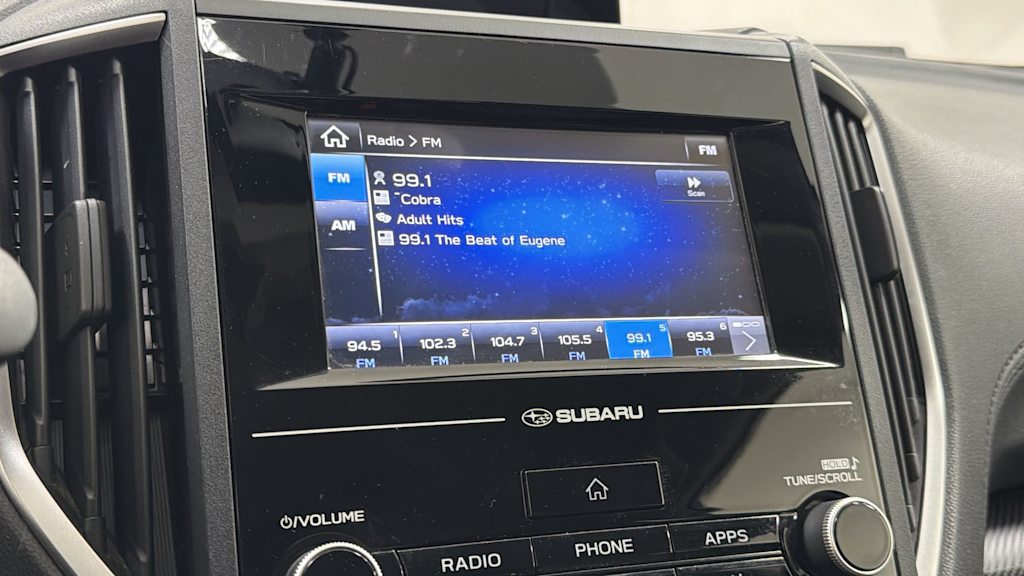 Radio > FM
FM
FM
99.1
Scan
~Cobra
AM
Adult Hits
99.1 The Beat of Eugene
94.5 1 FM
102.3 2 FM
104.7 3 FM
105.5 4 FM
99.1 5 FM
95.3 6 FM
SUBARU
HOLD
TUNE/SCROLL
/VOLUME
RADIO
PHONE
APPS